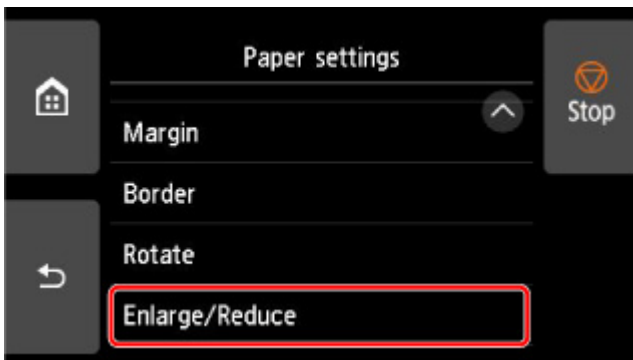 Paper settings
Stop
Margin
Border
Rotate
Enlarge/Reduce